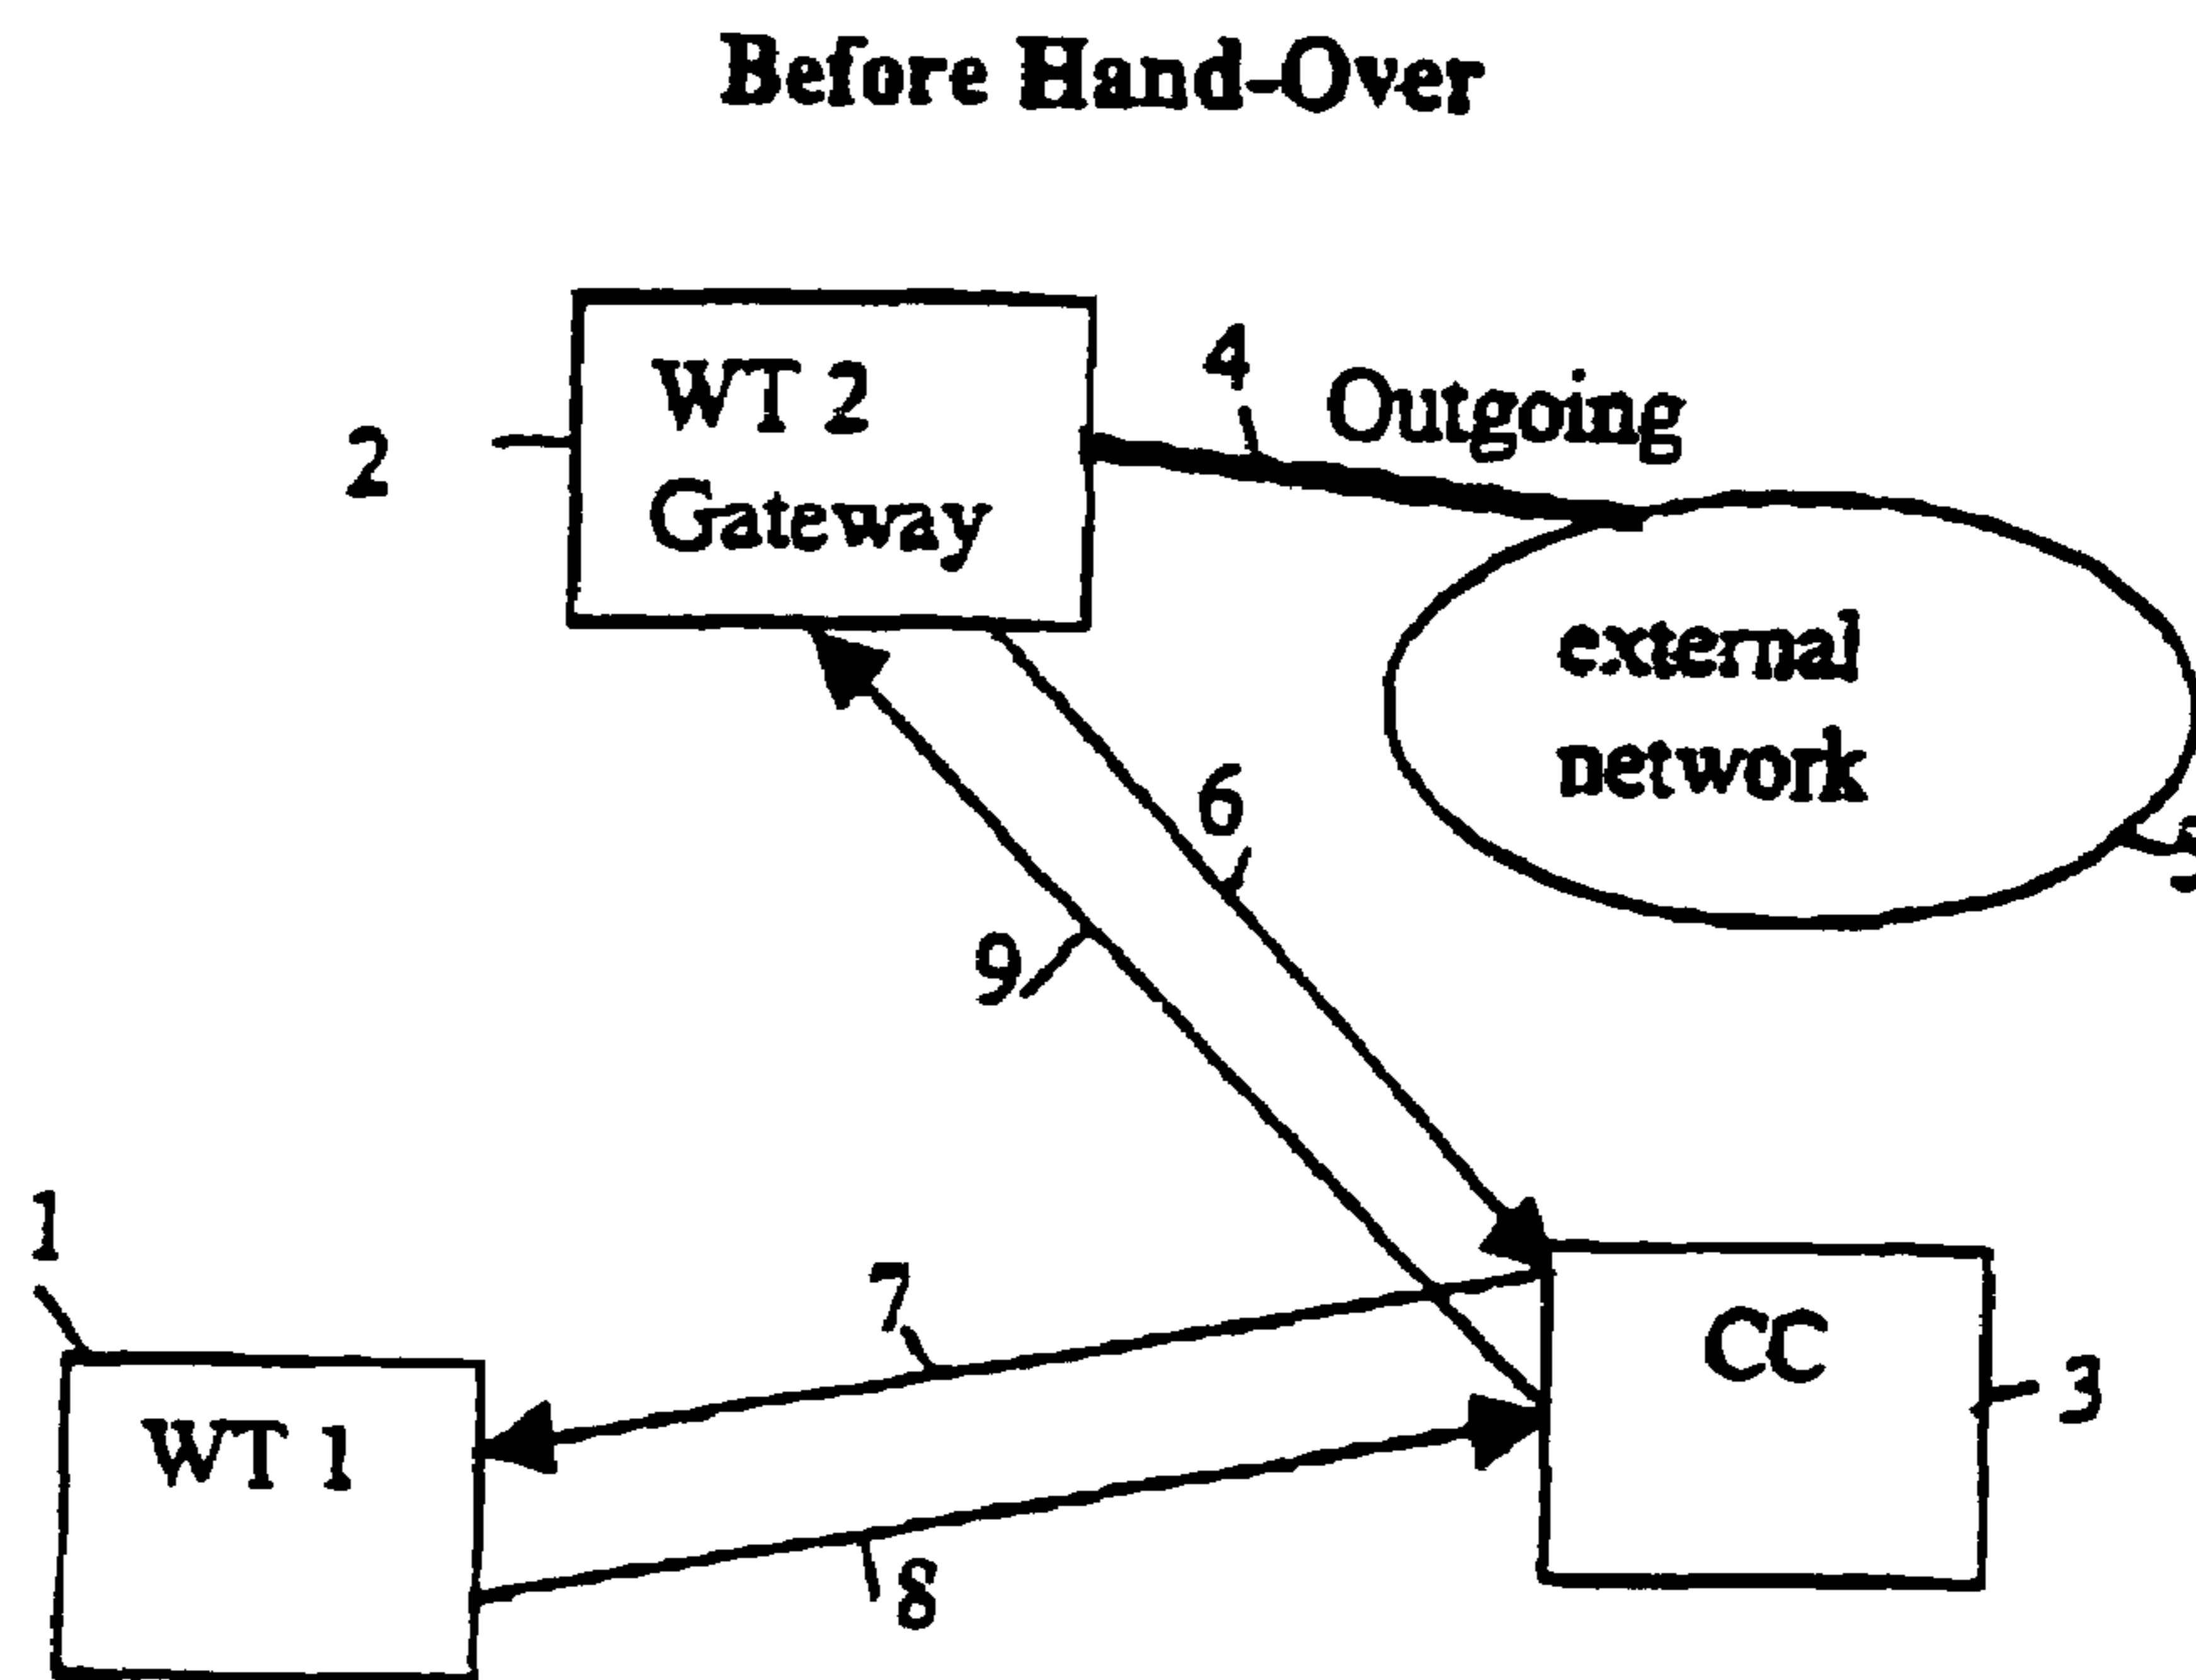 Before Hand-Over
WT 2
Gateway
2
4
Outgoing
external
network
6
9
1
7
WT 1
CC
3
8